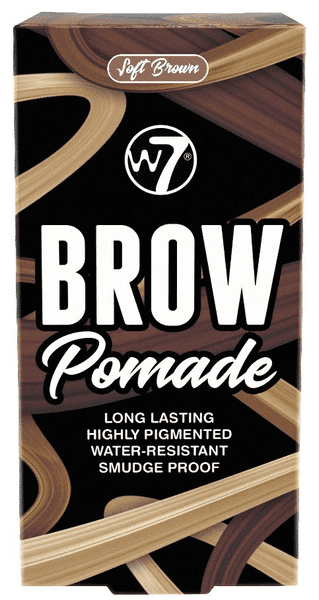 Soft Brown
W7®
BROW
Pomade
LONG LASTING
HIGHLY PIGMENTED
WATER-RESISTANT
SMUDGE PROOF